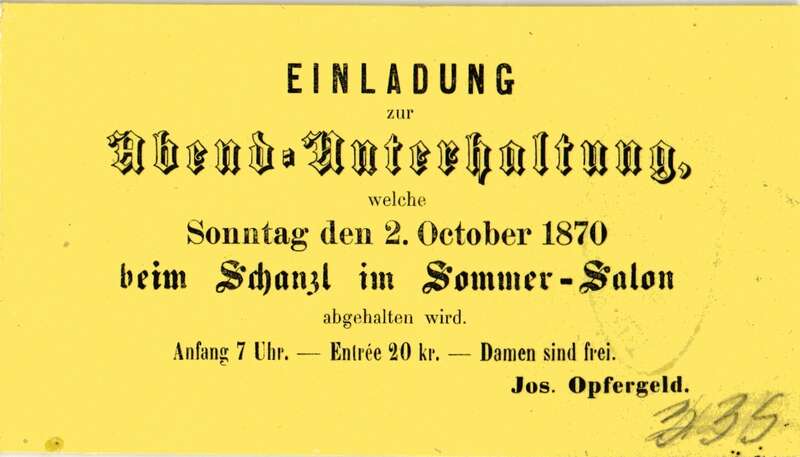 EINLADUNG
zur
Abend-Unterhaltung,
welche
Sonntag den 2. October 1870
beim Schanzl im Sommer-Salon
abgehalten wird.
Anfang 7 Uhr. — Entrée 20 kr. — Damen sind frei.
Jos. Opfergeld.